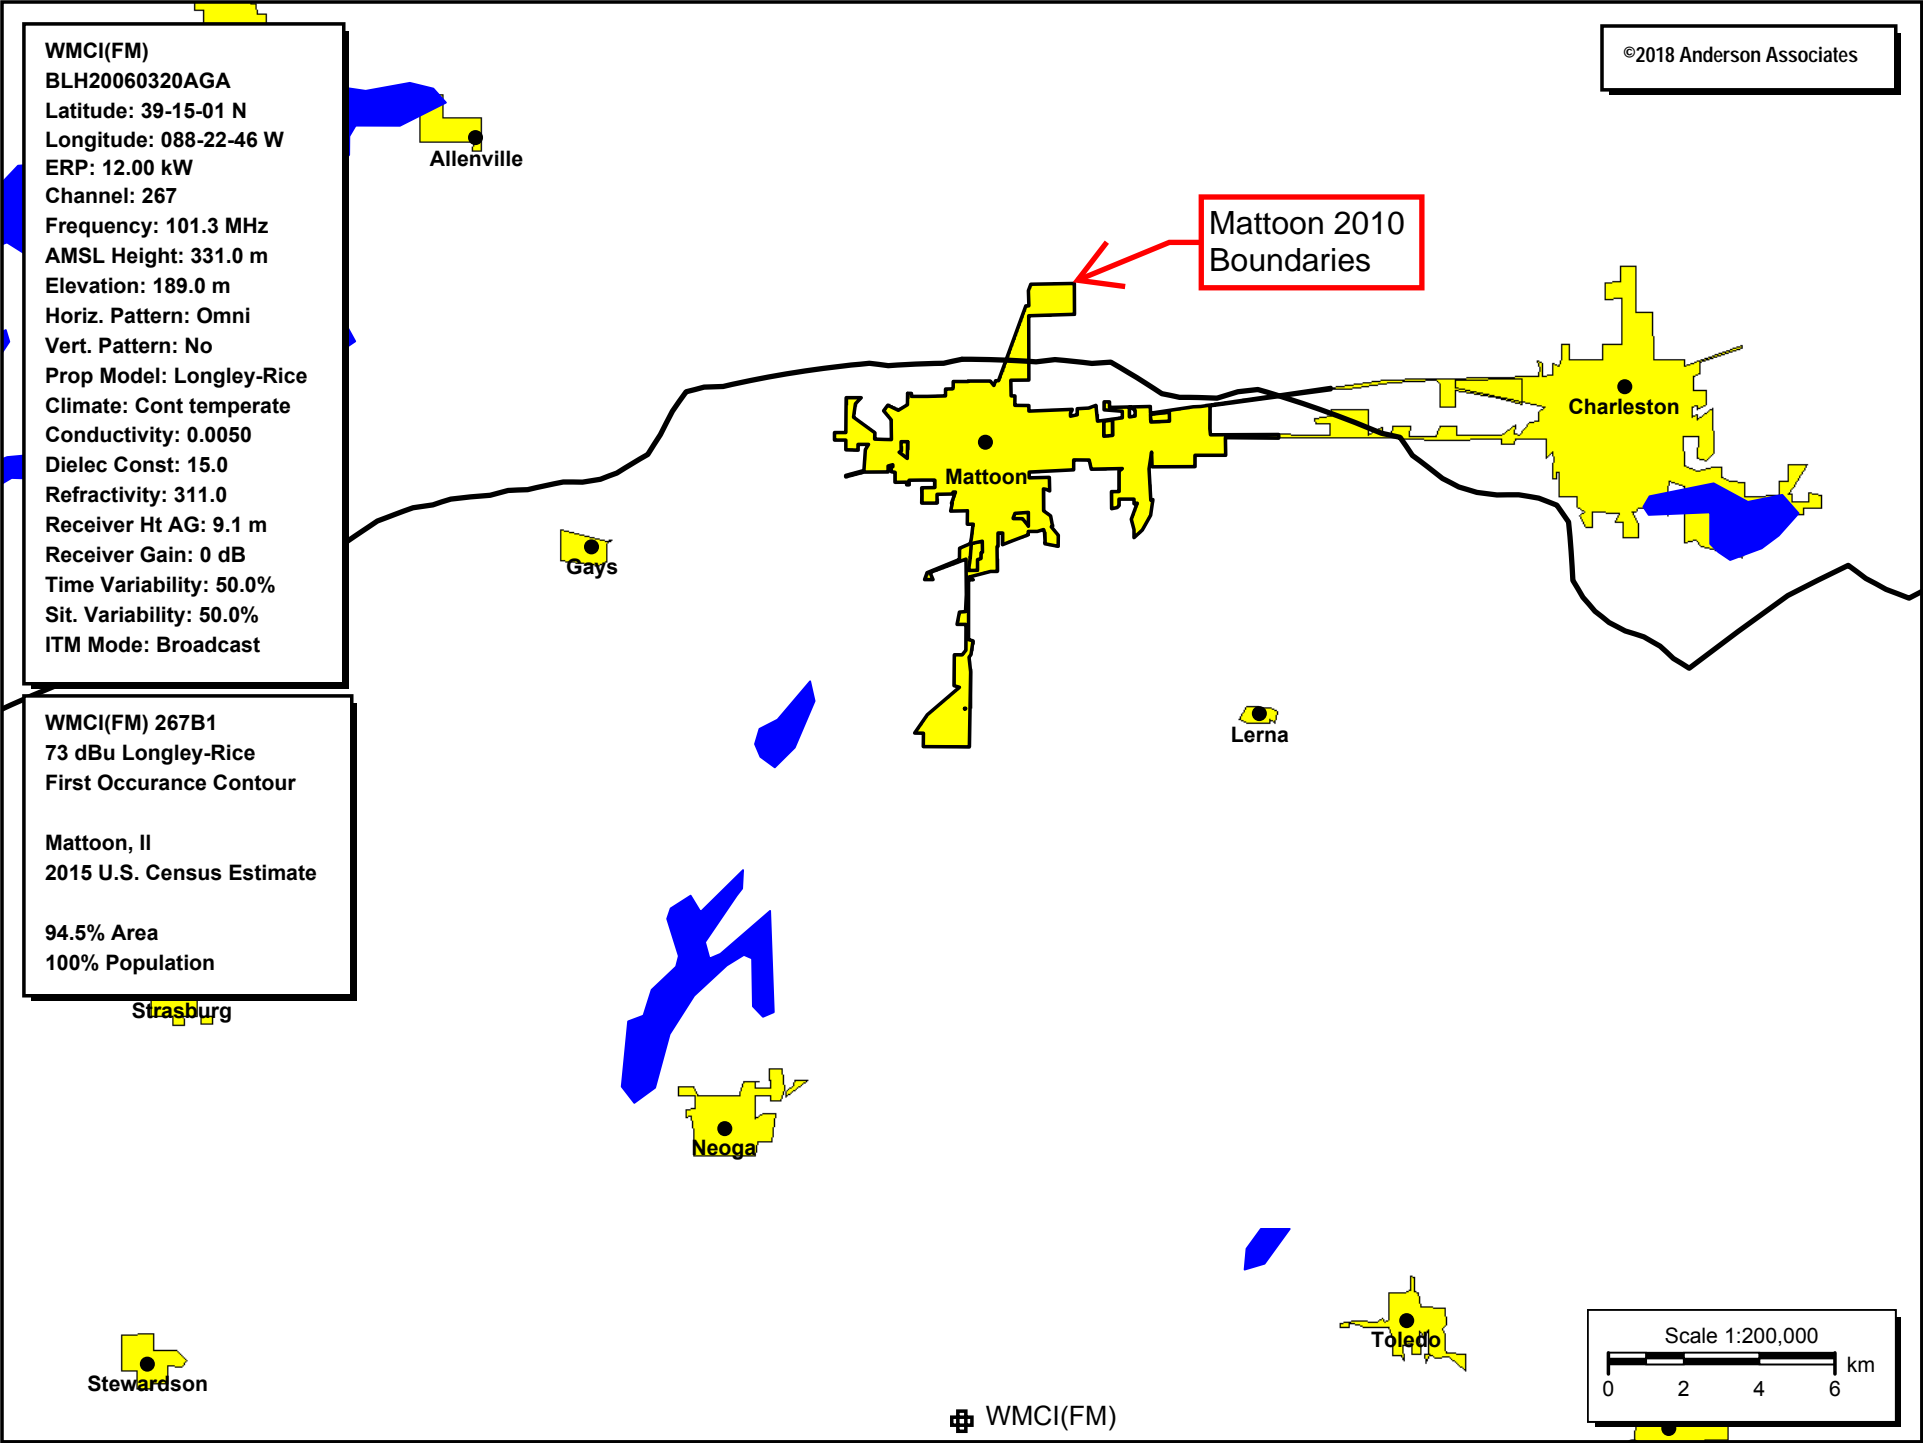 WMCI(FM)
BLH20060320AGA
Latitude: 39-15-01 N
Longitude: 088-22-46 W
ERP: 12.00 kW
Channel: 267
Frequency: 101.3 MHz
AMSL Height: 331.0 m
Elevation: 189.0 m
Horiz. Pattern: Omni
Vert. Pattern: No
Prop Model: Longley-Rice
Climate: Cont temperate
Conductivity: 0.0050
Dielec Const: 15.0
Refractivity: 311.0
Receiver Ht AG: 9.1 m
Receiver Gain: 0 dB
Time Variability: 50.0%
Sit. Variability: 50.0%
ITM Mode: Broadcast
WMCI(FM) 267B1
73 dBu Longley-Rice
First Occurance Contour
Mattoon, Il
2015 U.S. Census Estimate
94.5% Area
100% Population
©2018 Anderson Associates
Allenville
Mattoon 2010
Boundaries
Charleston
Mattoon
Gays
Lerna
Strasburg
Neoga
Toledo
Stewardson
WMCI(FM)
Scale 1:200,000
km
0 2 4 6